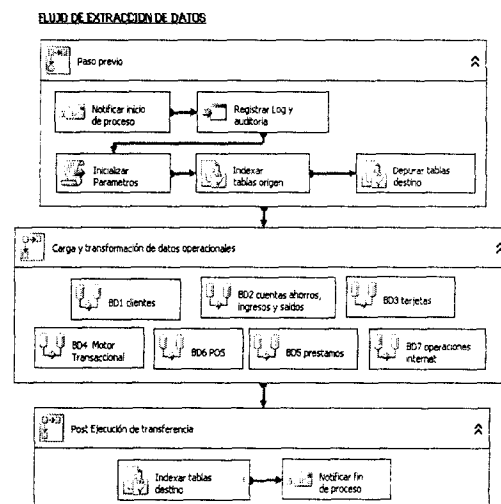 FLUJO DE EXTRACCION DE DATOS
Paso previo
Notificar inicio
de proceso
Registrar Log y
auditoria
Inicializar
Parametros
Indexar
tablas origen
Depurar tablas
destino
Carga y transformación de datos operacionales
BD1 clientes
BD2 cuentas ahorros,
ingresos y saldos
BD3 tarjetas
BD4 Motor
Transaccional
BD6 POS
BD5 prestamos
BD7 operaciones
internet
Post Ejecución de transferencia
Indexar tablas
destino
Notificar fin
de proceso